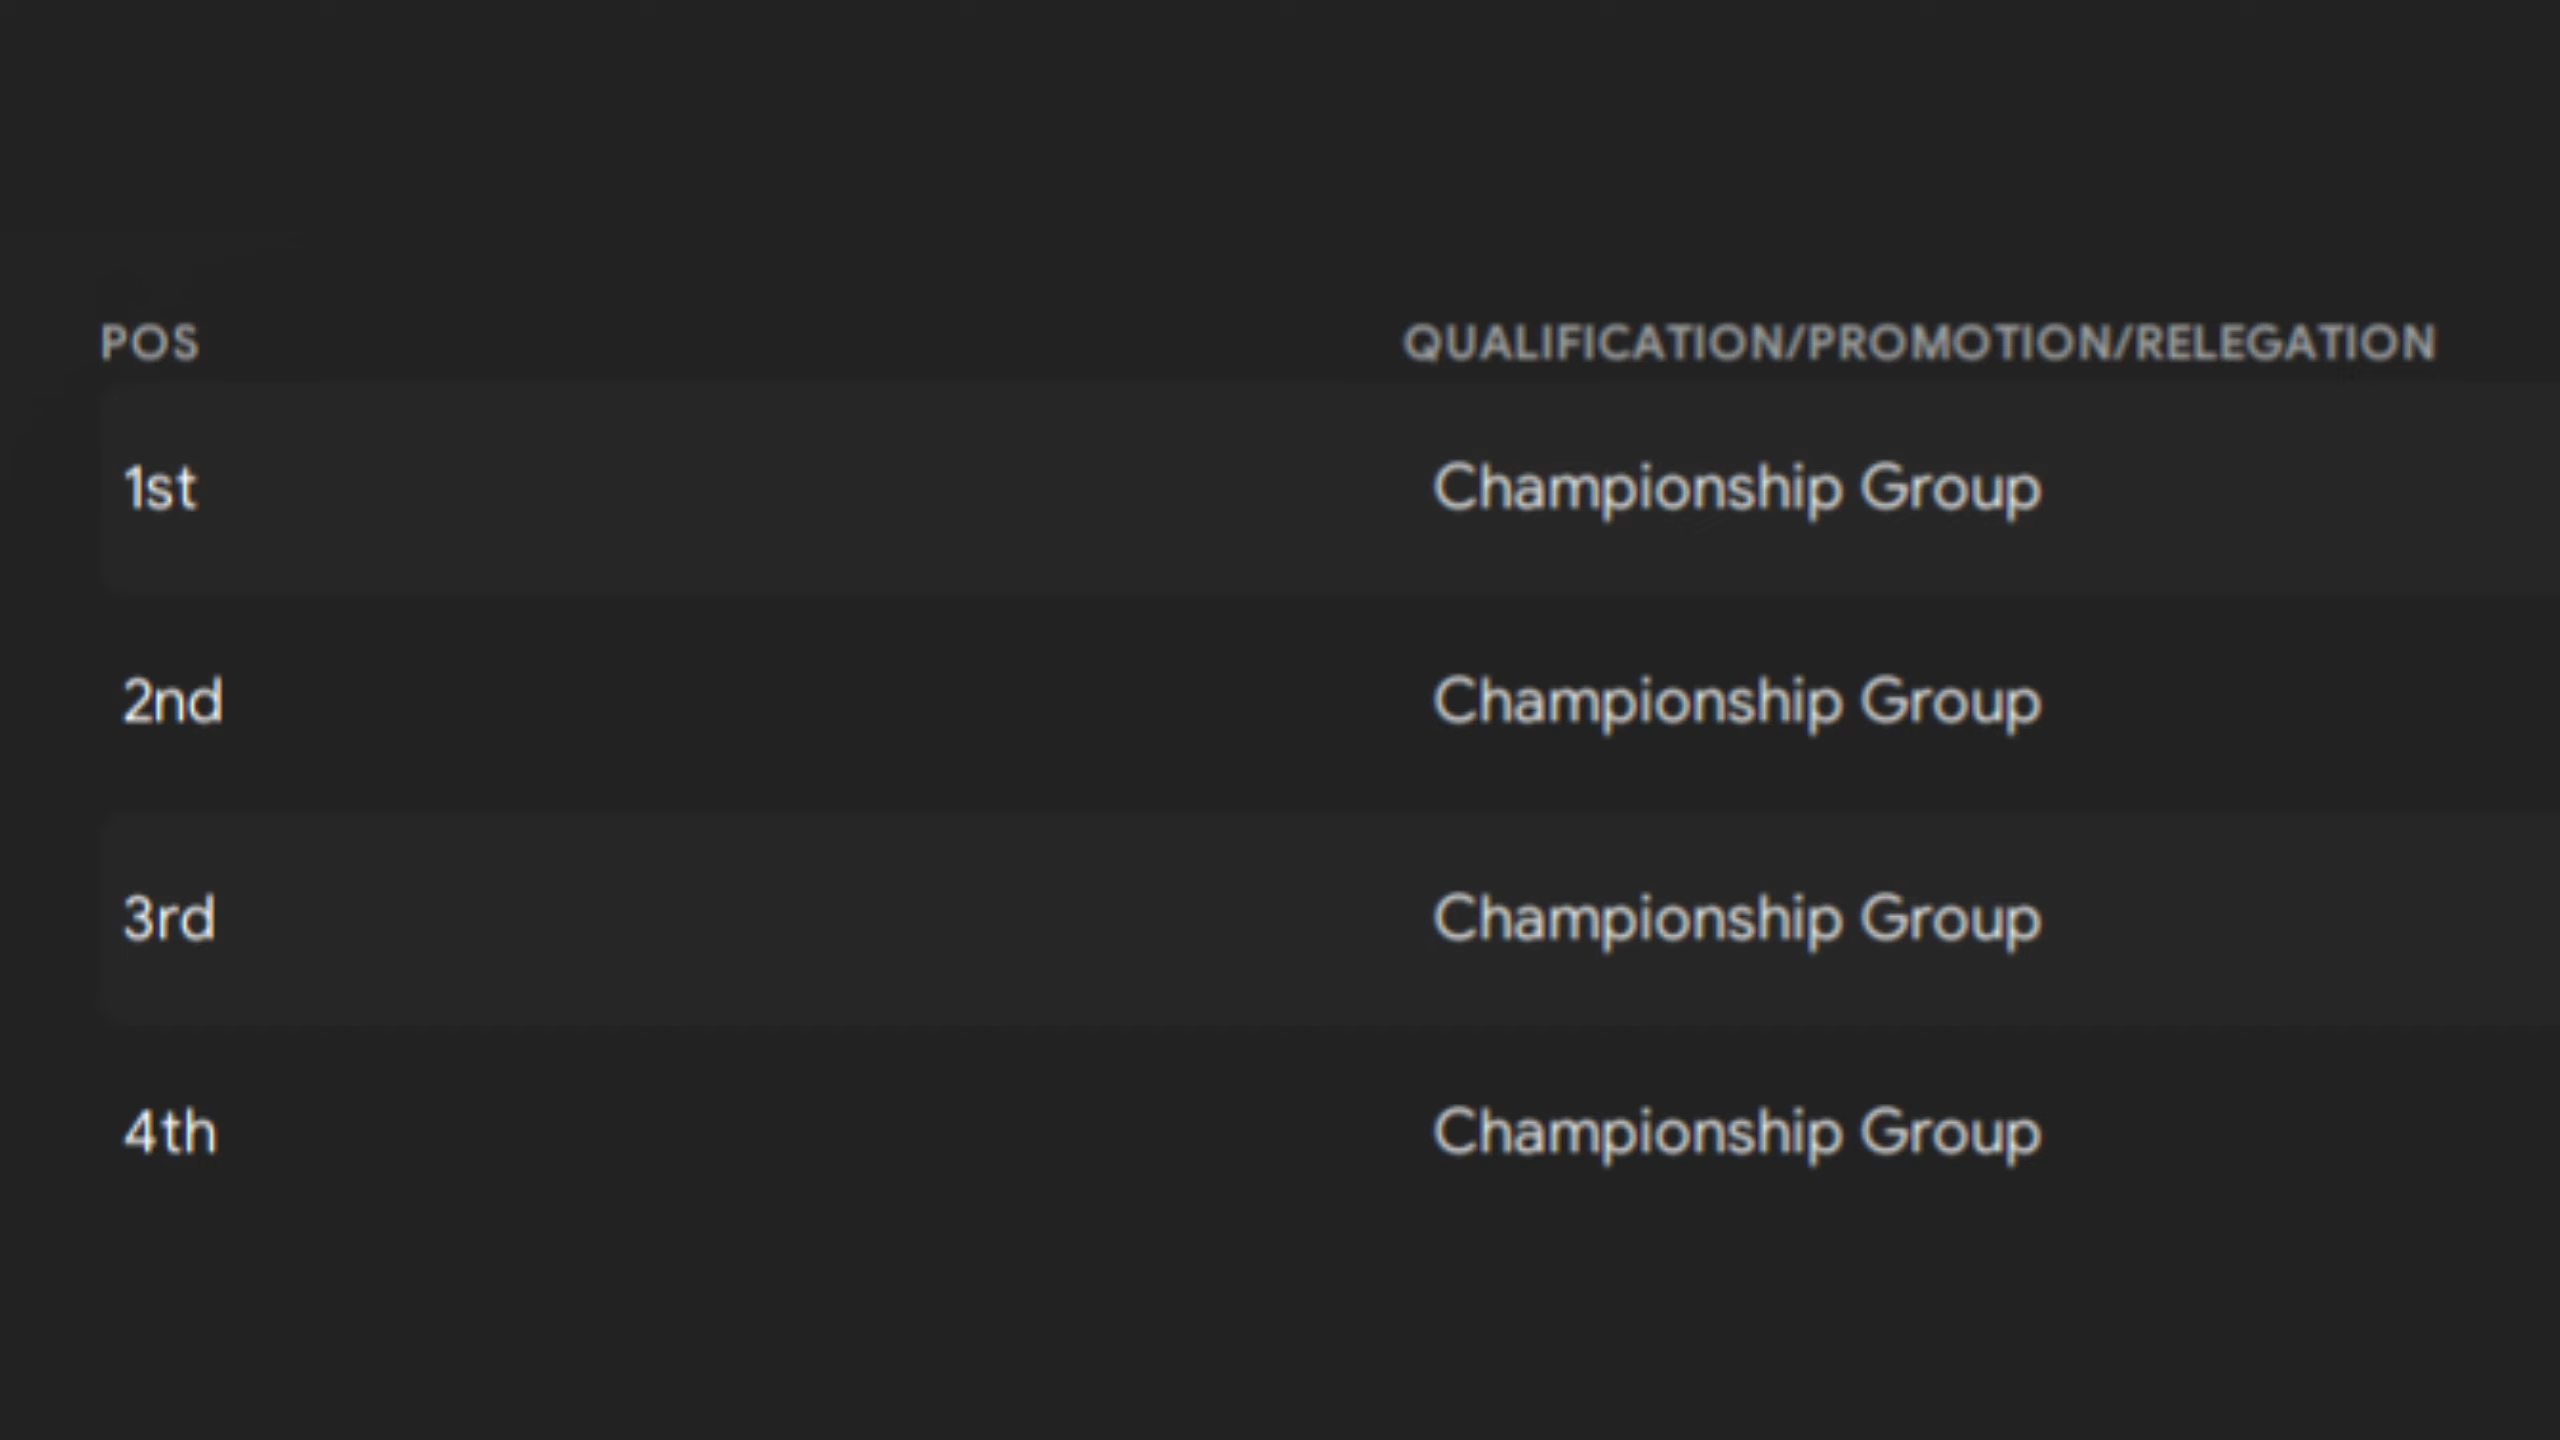 POS QUALIFICATION/PROMOTION/RELEGATION
1st Championship Group
2nd Championship Group
3rd Championship Group
4th Championship Group